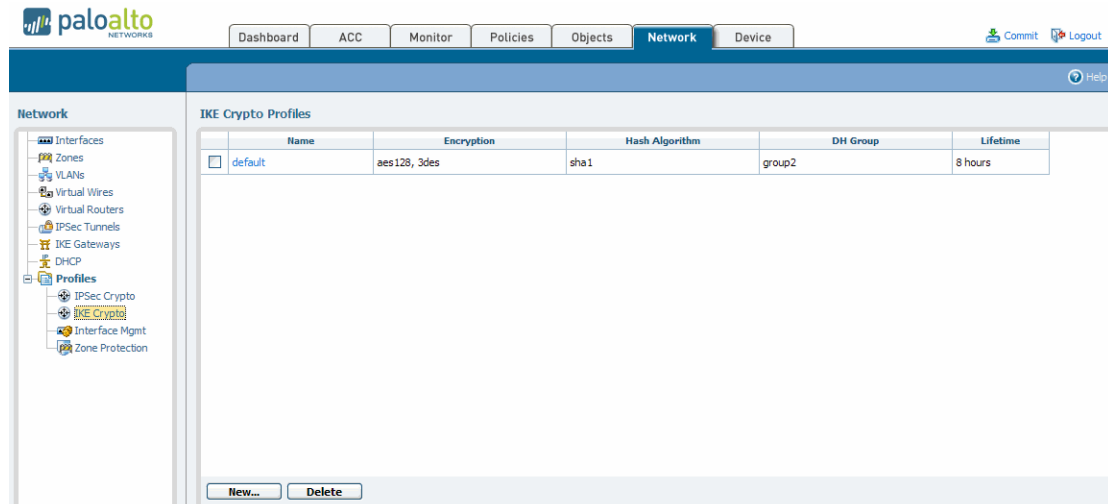 paloalto
NETWORKS
Dashboard ACC Monitor Policies Objects Network Device
Commit Logout
Help
Network
Interfaces
Zones
VLANs
Virtual Wires
Virtual Routers
IPSec Tunnels
IKE Gateways
DHCP
Profiles
IPSec Crypto
IKE Crypto
Interface Mgmt
Zone Protection
IKE Crypto Profiles
Name Encryption Hash Algorithm DH Group Lifetime
default aes128, 3des sha1 group2 8 hours
New... Delete